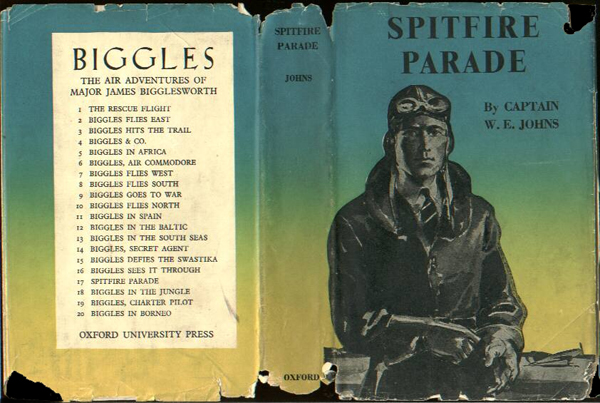 BIGGLES
THE AIR ADVENTURES OF
MAJOR JAMES BIGGLESWORTH
1 THE RESCUE FLIGHT
2 BIGGLES FLIES EAST
3 BIGGLES HITS THE TRAIL
4 BIGGLES & CO.
5 BIGGLES IN AFRICA
6 BIGGLES, AIR COMMODORE
7 BIGGLES FLIES WEST
8 BIGGLES FLIES SOUTH
9 BIGGLES GOES TO WAR
10 BIGGLES FLIES NORTH
11 BIGGLES IN SPAIN
12 BIGGLES IN THE BALTIC
13 BIGGLES IN THE SOUTH SEAS
14 BIGGLES, SECRET AGENT
15 BIGGLES DEFIES THE SWASTIKA
16 BIGGLES SEES IT THROUGH
17 SPITFIRE PARADE
18 BIGGLES IN THE JUNGLE
19 BIGGLES, CHARTER PILOT
20 BIGGLES IN BORNEO
OXFORD UNIVERSITY PRESS
SPITFIRE
PARADE
JOHNS
OXFORD
SPITFIRE
PARADE
By CAPTAIN
W. E. JOHNS